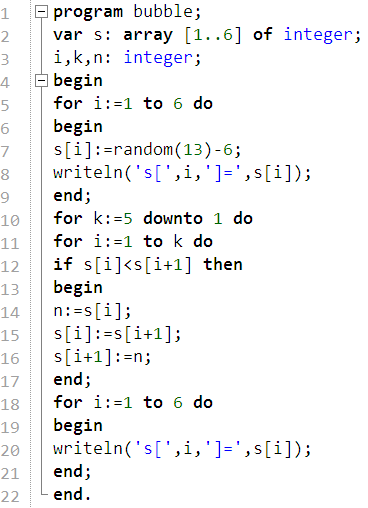 1 program bubble;
2 var s: array [1..6] of integer;
3 i,k,n: integer;
4 begin
5 for i:=1 to 6 do
6 begin
7 s[i]:=random(13)-6;
8 writeln('s[',i,']=',s[i]);
9 end;
10 for k:=5 downto 1 do
11 for i:=1 to k do
12 if s[i]<s[i+1] then
13 begin
14 n:=s[i];
15 s[i]:=s[i+1];
16 s[i+1]:=n;
17 end;
18 for i:=1 to 6 do
19 begin
20 writeln('s[',i,']=',s[i]);
21 end;
22 end.